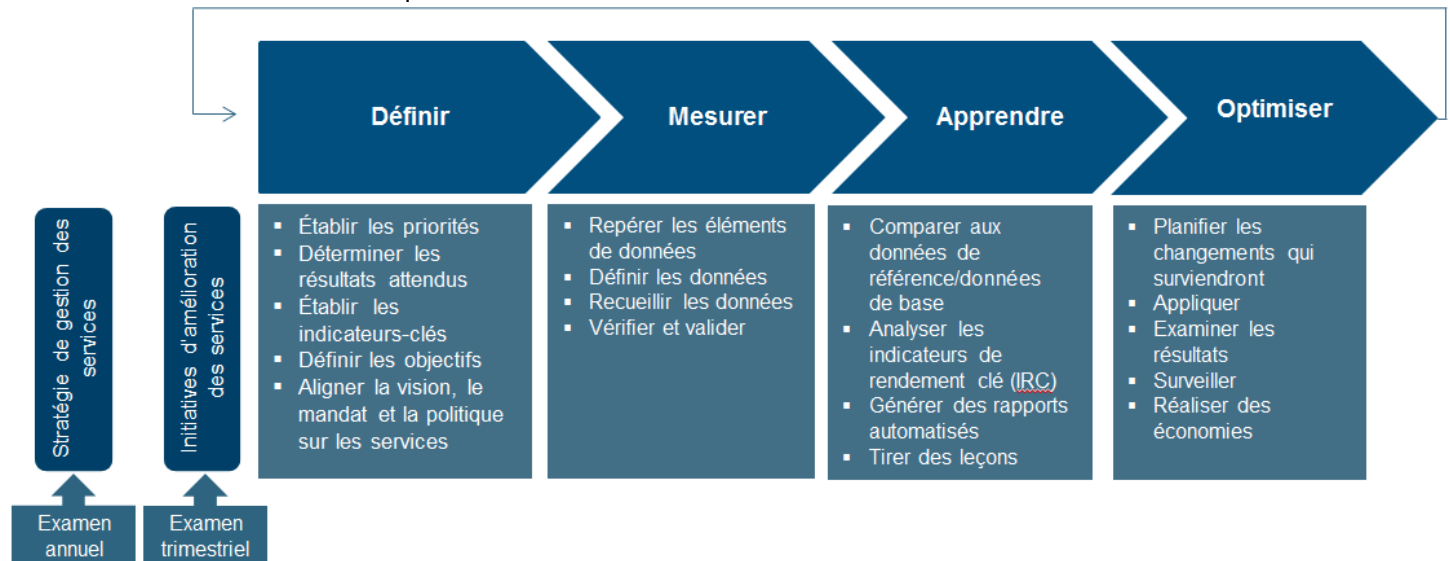 Définir
Mesurer
Apprendre
Optimiser
Stratégie de gestion des
services
Examen
annuel
Initiatives d'amélioration
des services
Examen
trimestriel
▪ Établir les priorités
▪ Déterminer les
résultats attendus
▪ Établir les
indicateurs-clés
▪ Définir les objectifs
▪ Aligner la vision, le
mandat et la politique
sur les services
▪ Repérer les éléments
de données
▪ Définir les données
▪ Recueillir les données
▪ Vérifier et valider
▪ Comparer aux
données de
référence/données
de base
▪ Analyser les
indicateurs de
rendement clé (IRC)
▪ Générer des rapports
automatisés
▪ Tirer des leçons
▪ Planifier les
changements qui
surviendront
▪ Appliquer
▪ Examiner les
résultats
▪ Surveiller
▪ Réaliser des
économies